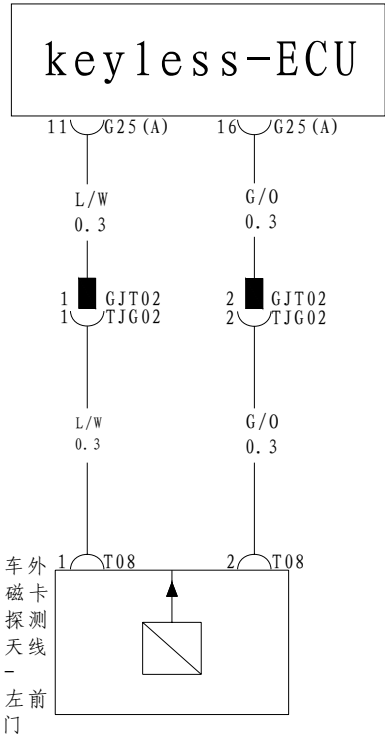 keyless-ECU
11 G25(A) 16 G25(A)
L/W G/O
0.3 0.3
1 GJT02 2 GJT02
1 TJG02 2 TJG02
L/W G/O
0.3 0.3
1 T08 2 T08
车外
磁卡
探测
天线
-
左前
门